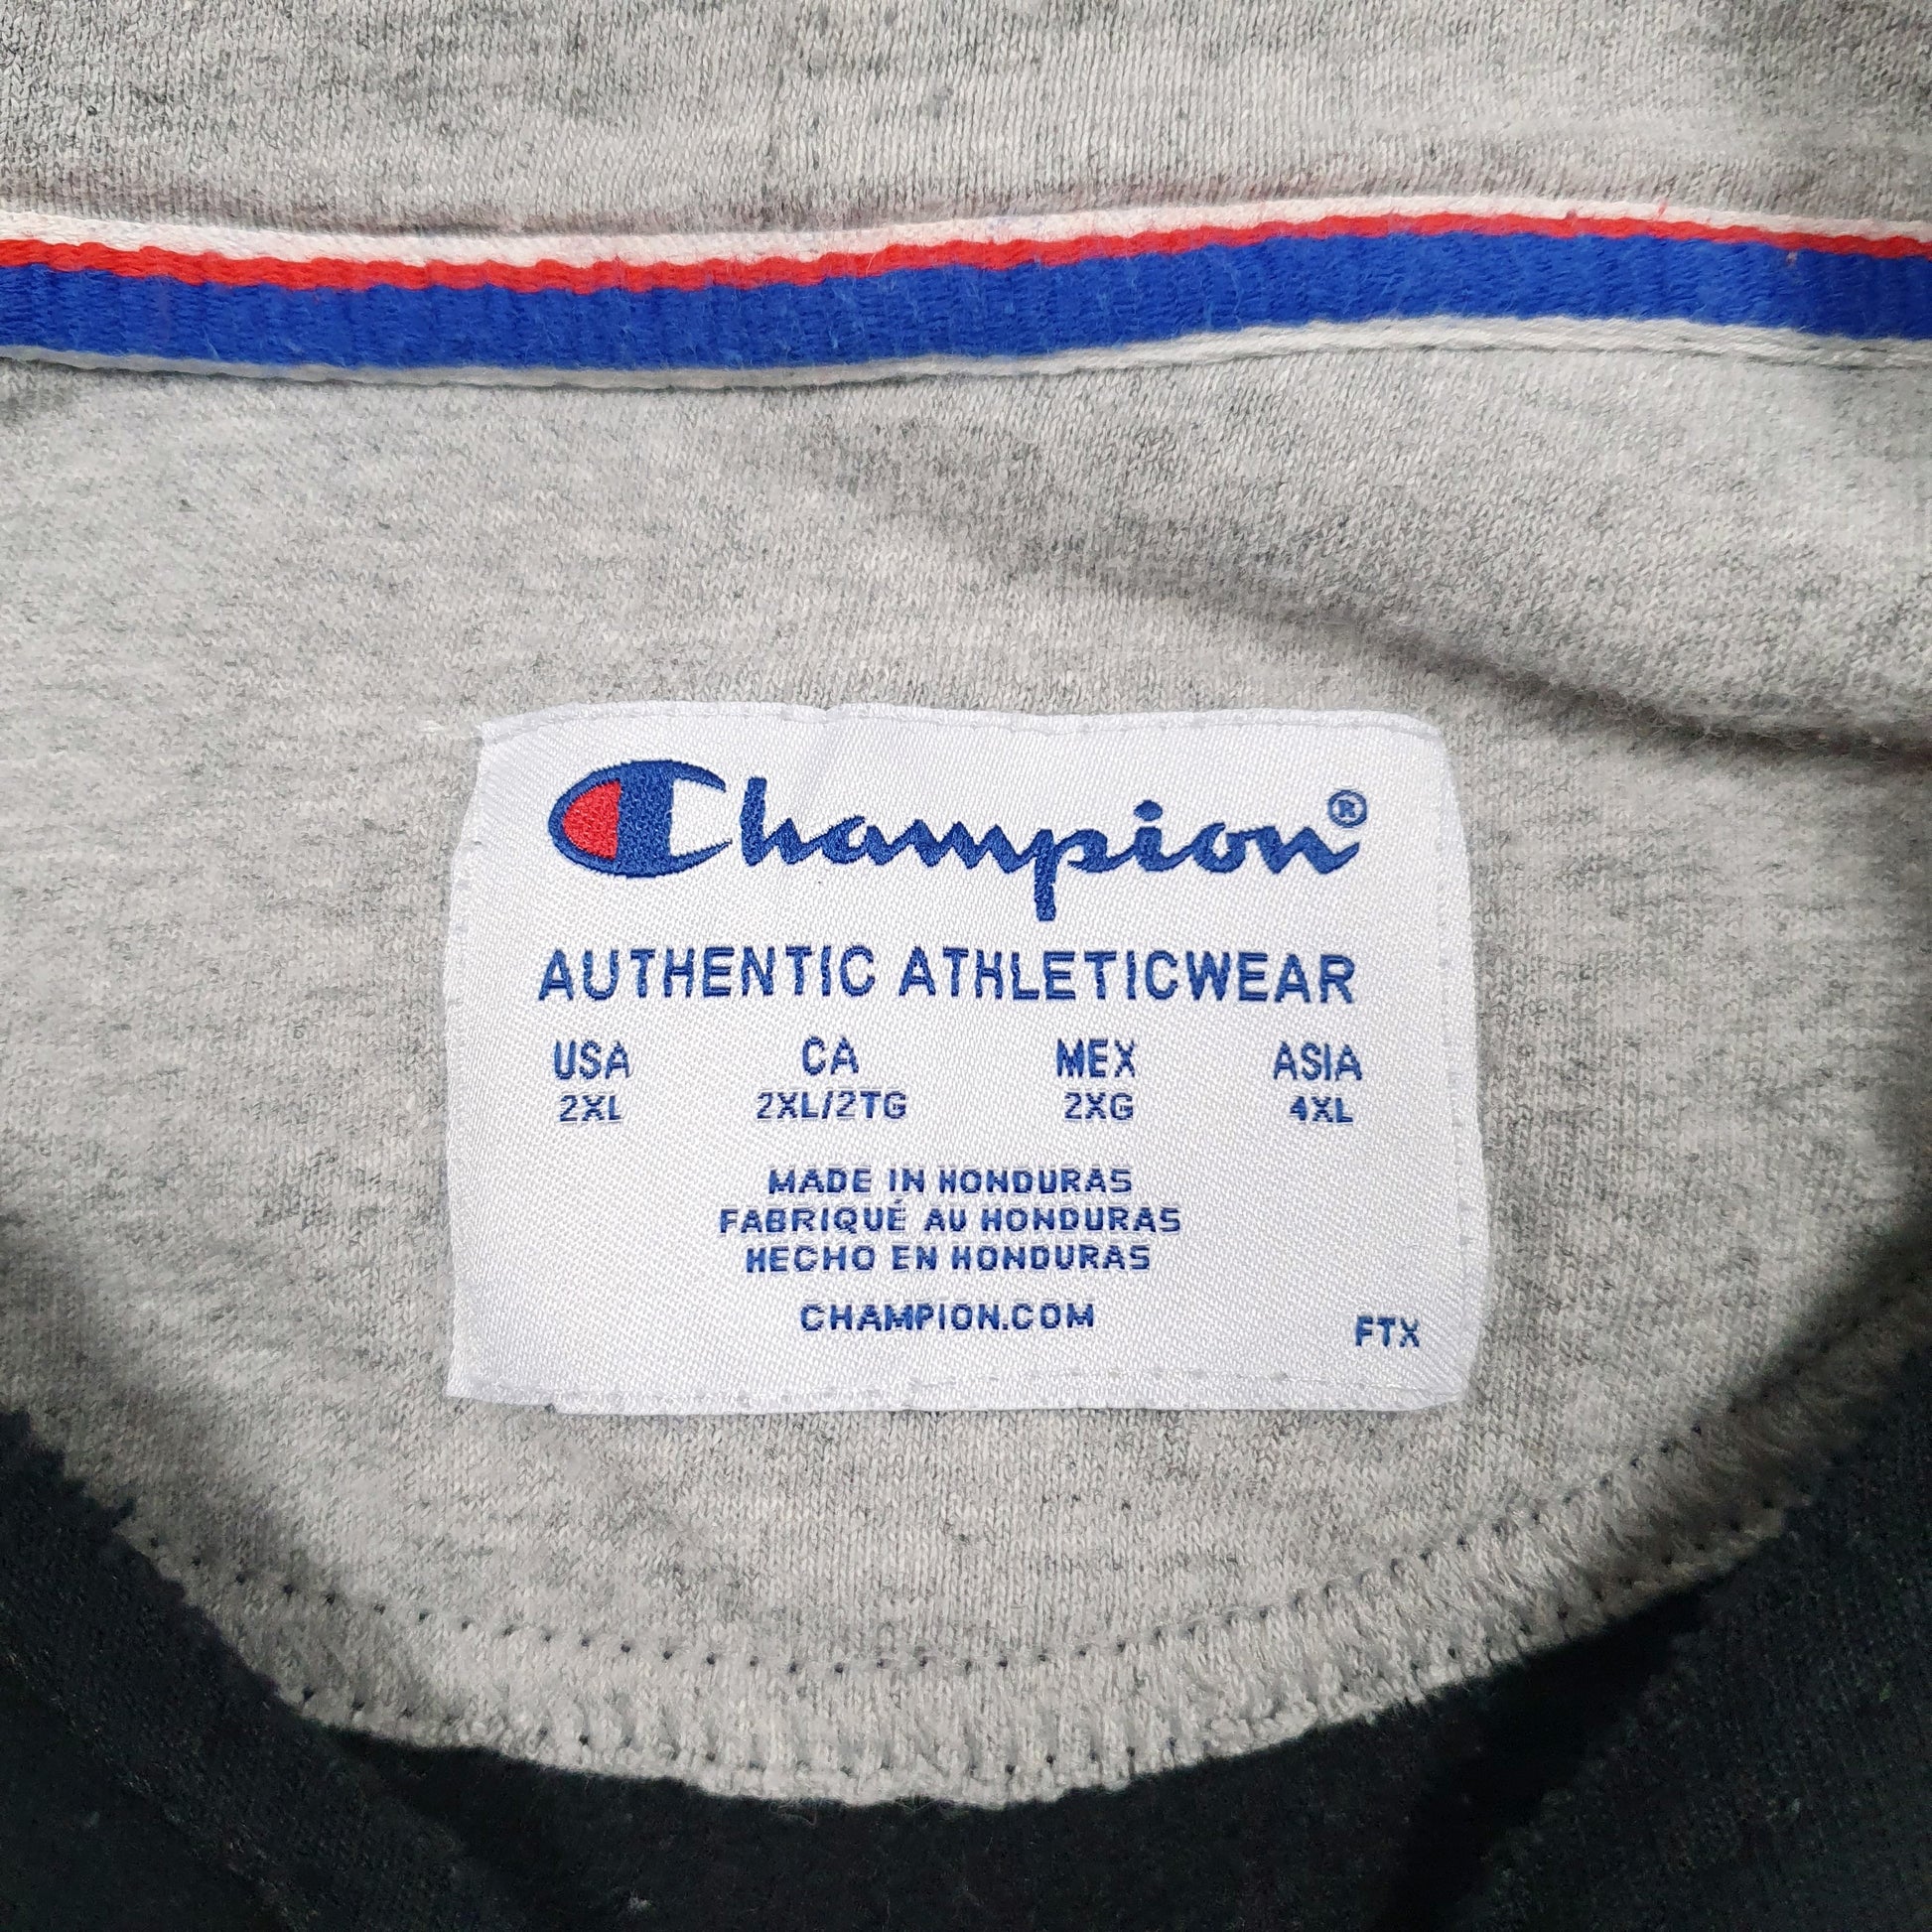 Champion®
AUTHENTIC ATHLETICWEAR
USA CA MEX ASIA
2XL 2XL/2TG 2XG 4XL
MADE IN HONDURAS
FABRIQUÉ AU HONDURAS
HECHO EN HONDURAS
CHAMPION.COM
FTX